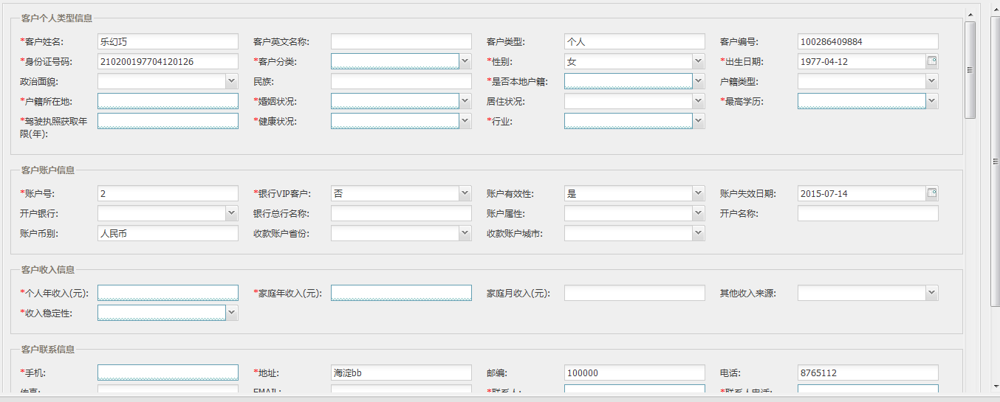 客户个人类型信息
*客户姓名: 乐幻巧 客户英文名称: 客户类型: 个人 客户编号: 100286409884
*身份证号码: 210200197704120126 *客户分类: *性别: 女 *出生日期: 1977-04-12
政治面貌: 民族: *是否本地户籍: 户籍类型:
*户籍所在地: *婚姻状况: 居住状况: *最高学历:
*驾驶执照获取年 *健康状况: *行业:
限(年):
客户账户信息
*账户号: 2 *银行VIP客户: 否 账户有效性: 是 账户失效日期: 2015-07-14
开户银行: 银行总行名称: 账户属性: 开户名称:
账户币别: 人民币 收款账户省份: 收款账户城市:
客户收入信息
*个人年收入(元): *家庭年收入(元): 家庭月收入(元): 其他收入来源:
*收入稳定性:
客户联系信息
*手机: *地址: 海淀bb 邮编: 100000 电话: 8765112
传真: EMAIL: *联系人: *联系人电话: